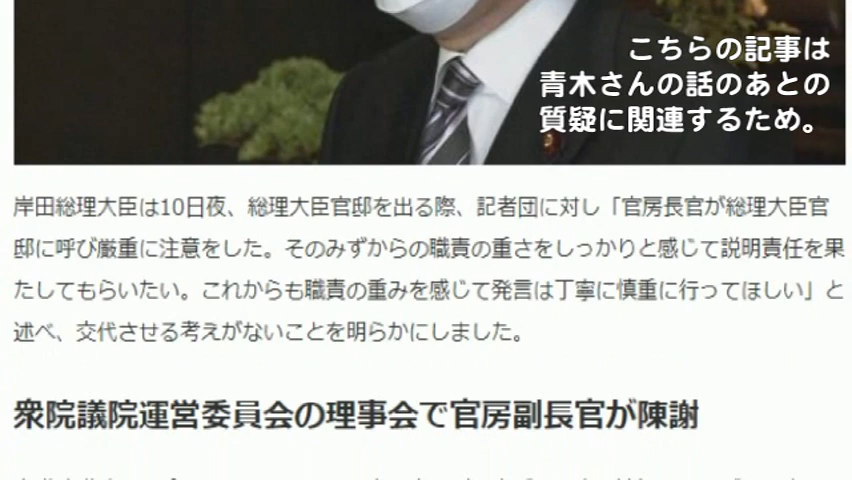 こちらの記事は
青木さんの話のあとの
質疑に関連するため。
岸田総理大臣は10日夜、総理大臣官邸を出る際、記者団に対し「官房長官が総理大臣官
邸に呼び厳重に注意をした。そのみずからの職責の重さをしっかりと感じて説明責任を果
たしてもらいたい。これからも職責の重みを感じて発言は丁寧に慎重に行ってほしい」と
述べ、交代させる考えがないことを明らかにしました。
衆院議院運営委員会の理事会で官房副長官が陳謝